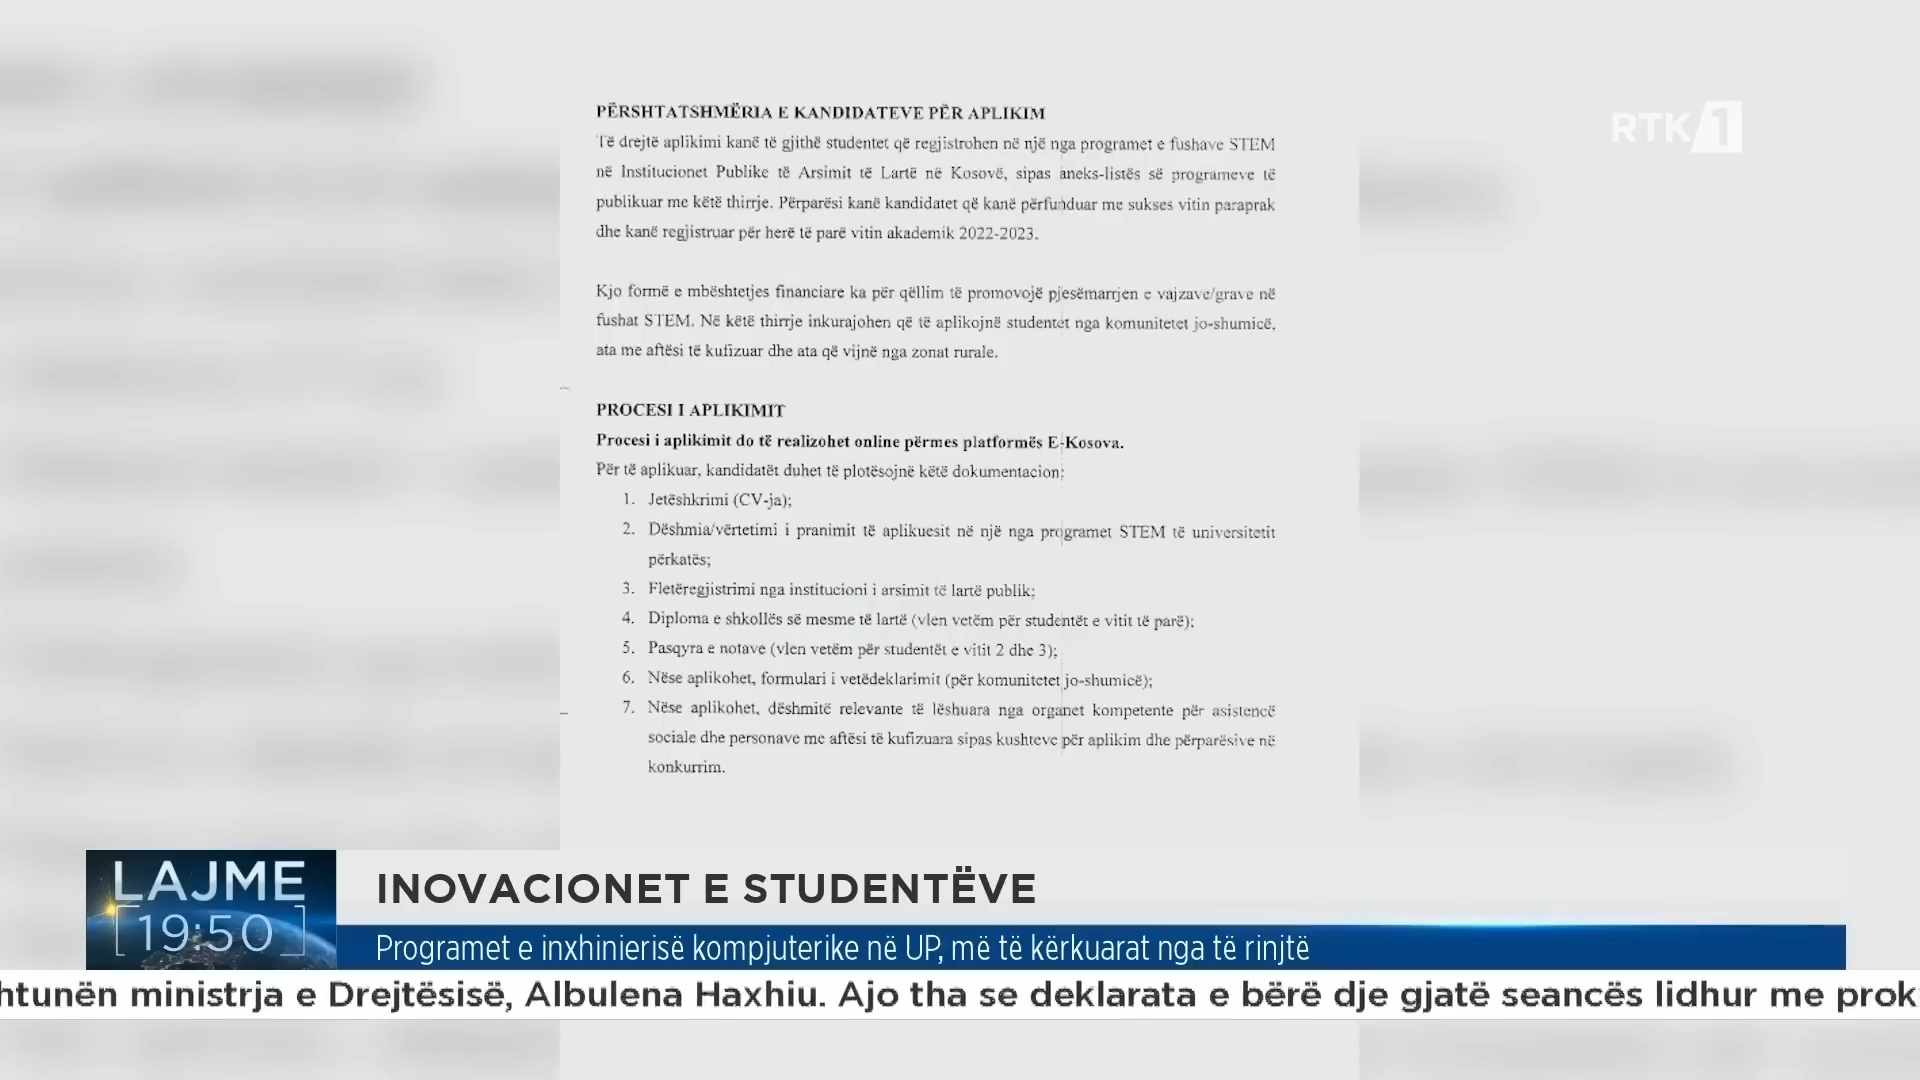 RTK 1
PËRSHTATSHMËRIA E KANDIDATEVE PËR APLIKIM
Të drejtë aplikimi kanë të gjithë studentet që regjistrohen në një nga programet e fushave STEM
në Institucionet Publike të Arsimit të Lartë në Kosovë, sipas aneks-listës së programeve të
publikuar me këtë thirrje. Përparësi kanë kandidatet që kanë përfunduar me sukses vitin paraprak
dhe kanë regjistruar për herë të parë vitin akademik 2022-2023.
Kjo formë e mbështetjes financiare ka për qëllim të promovojë pjesëmarrjen e vajzave/grave në
fushat STEM. Në këtë thirrje inkurajohen që të aplikojnë studentet nga komunitetet jo-shumicë,
ata me aftësi të kufizuar dhe ata që vijnë nga zonat rurale.
PROCESI I APLIKIMIT
Procesi i aplikimit do të realizohet online përmes platformës E-Kosova.
Për të aplikuar, kandidatët duhet të plotësojnë këtë dokumentacion:
1. Jetëshkrimi (CV-ja);
2. Dëshmia/vërtetimi i pranimit të aplikuesit në një nga programet STEM të universitetit
përkatës;
3. Fletëregjistrimi nga institucioni i arsimit të lartë publik;
4. Diploma e shkollës së mesme të lartë (vlen vetëm për studentët e vitit të parë);
5. Pasqyra e notave (vlen vetëm për studentët e vitit 2 dhe 3);
6. Nëse aplikohet, formulari i vetëdeklarimit (për komunitetet jo-shumicë);
7. Nëse aplikohet, dëshmitë relevante të lëshuara nga organet kompetente për asistencë
sociale dhe personave me aftësi të kufizuara sipas kushteve për aplikim dhe përparësive në
konkurrim.
LAJME
19:50
INOVACIONET E STUDENTËVE
Programet e inxhinierisë kompjuterike në UP, më të kërkuarat nga të rinjtë
htunën ministrja e Drejtësisë, Albulena Haxhiu. Ajo tha se deklarata e bërë dje gjatë seancës lidhur me prok